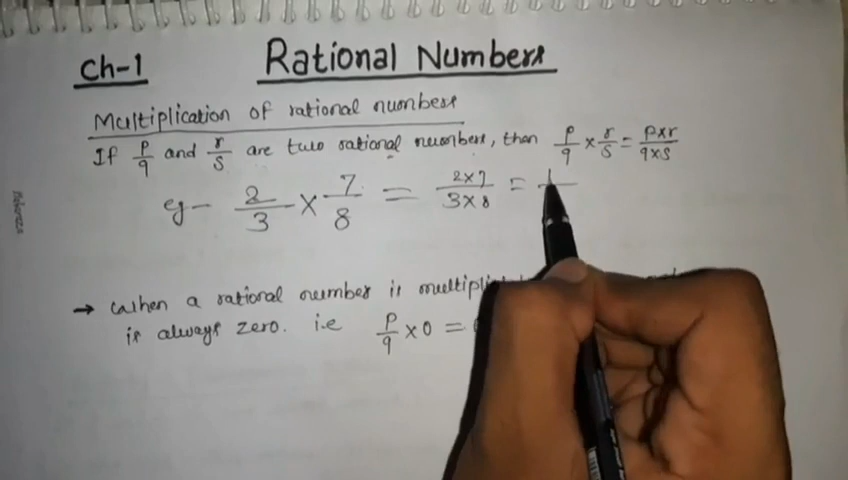 Ch-1 Rational Numbers
Multiplication of rational numbers
If p/q and r/s are two rational numbers, then p/q × r/s = p×r/q×s
eg- 2/3 × 7/8 = 2×7/3×8 = 1
→ When a rational number is
is always zero. i.e p/q × 0 =